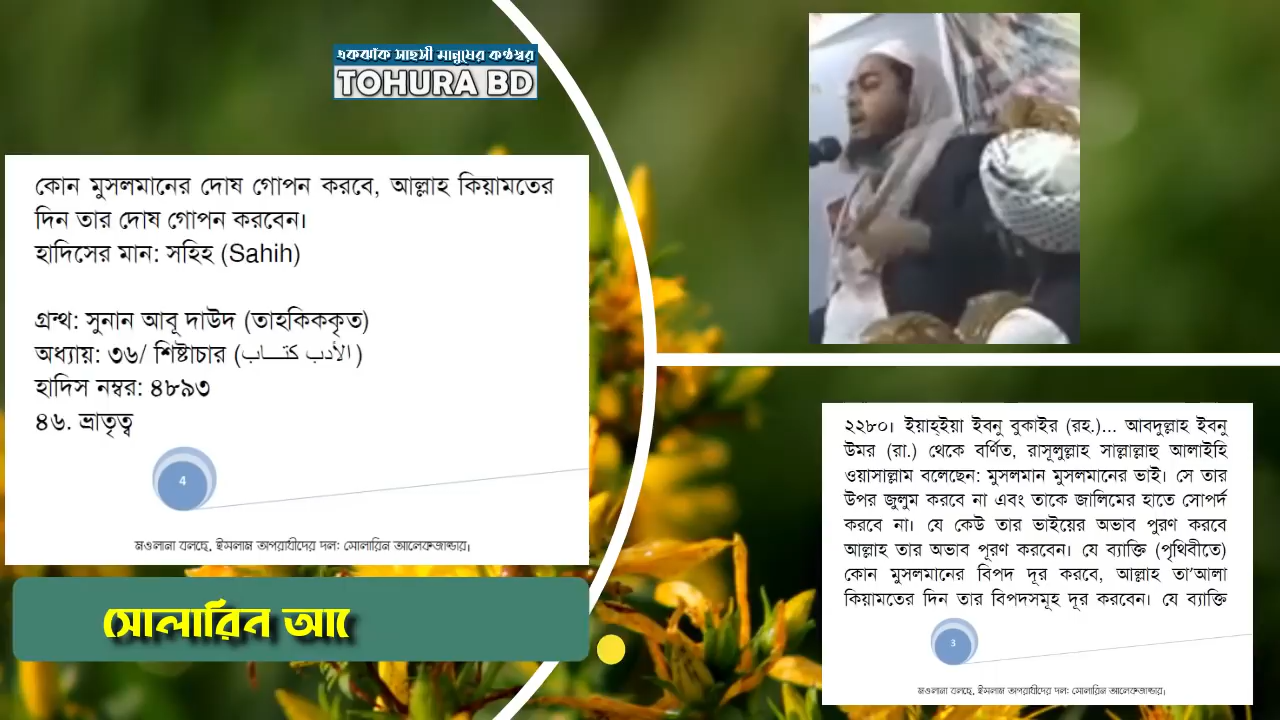 একঝাঁক সাহসী মানুষের কণ্ঠস্বর
TOHURA BD
কোন মুসলমানের দোষ গোপন করবে, আল্লাহ কিয়ামতের
দিন তার দোষ গোপন করবেন।
হাদিসের মান: সহিহ (Sahih)
গ্রন্থ: সুনান আবূ দাউদ (তাহকিককৃত)
অধ্যায়: ৩৬/ শিষ্টাচার (الأدب كتاب)
হাদিস নম্বর: ৪৮৯৩
৪৬. ভ্রাতৃত্ব
4
মওলানা বলছে, ইসলাম অপরাধীদের দল: সোলারিন আলেকজান্ডার।
সোলারিন আে
২২৮০। ইয়াহ্ইয়া ইবনু বুকাইর (রহ.)... আবদুল্লাহ ইবনু
উমর (রা.) থেকে বর্ণিত, রাসূলুল্লাহ সাল্লাল্লাহু আলাইহি
ওয়াসাল্লাম বলেছেন: মুসলমান মুসলমানের ভাই। সে তার
উপর জুলুম করবে না এবং তাকে জালিমের হাতে সোপর্দ
করবে না। যে কেউ তার ভাইয়ের অভাব পুরণ করবে
আল্লাহ তার অভাব পূরণ করবেন। যে ব্যাক্তি (পৃথিবীতে)
কোন মুসলমানের বিপদ দূর করবে, আল্লাহ তা'আলা
কিয়ামতের দিন তার বিপদসমূহ দূর করবেন। যে ব্যাক্তি
3
মওলানা বলছে, ইসলাম অপরাধীদের দল: সোলারিন আলেকজান্ডার।